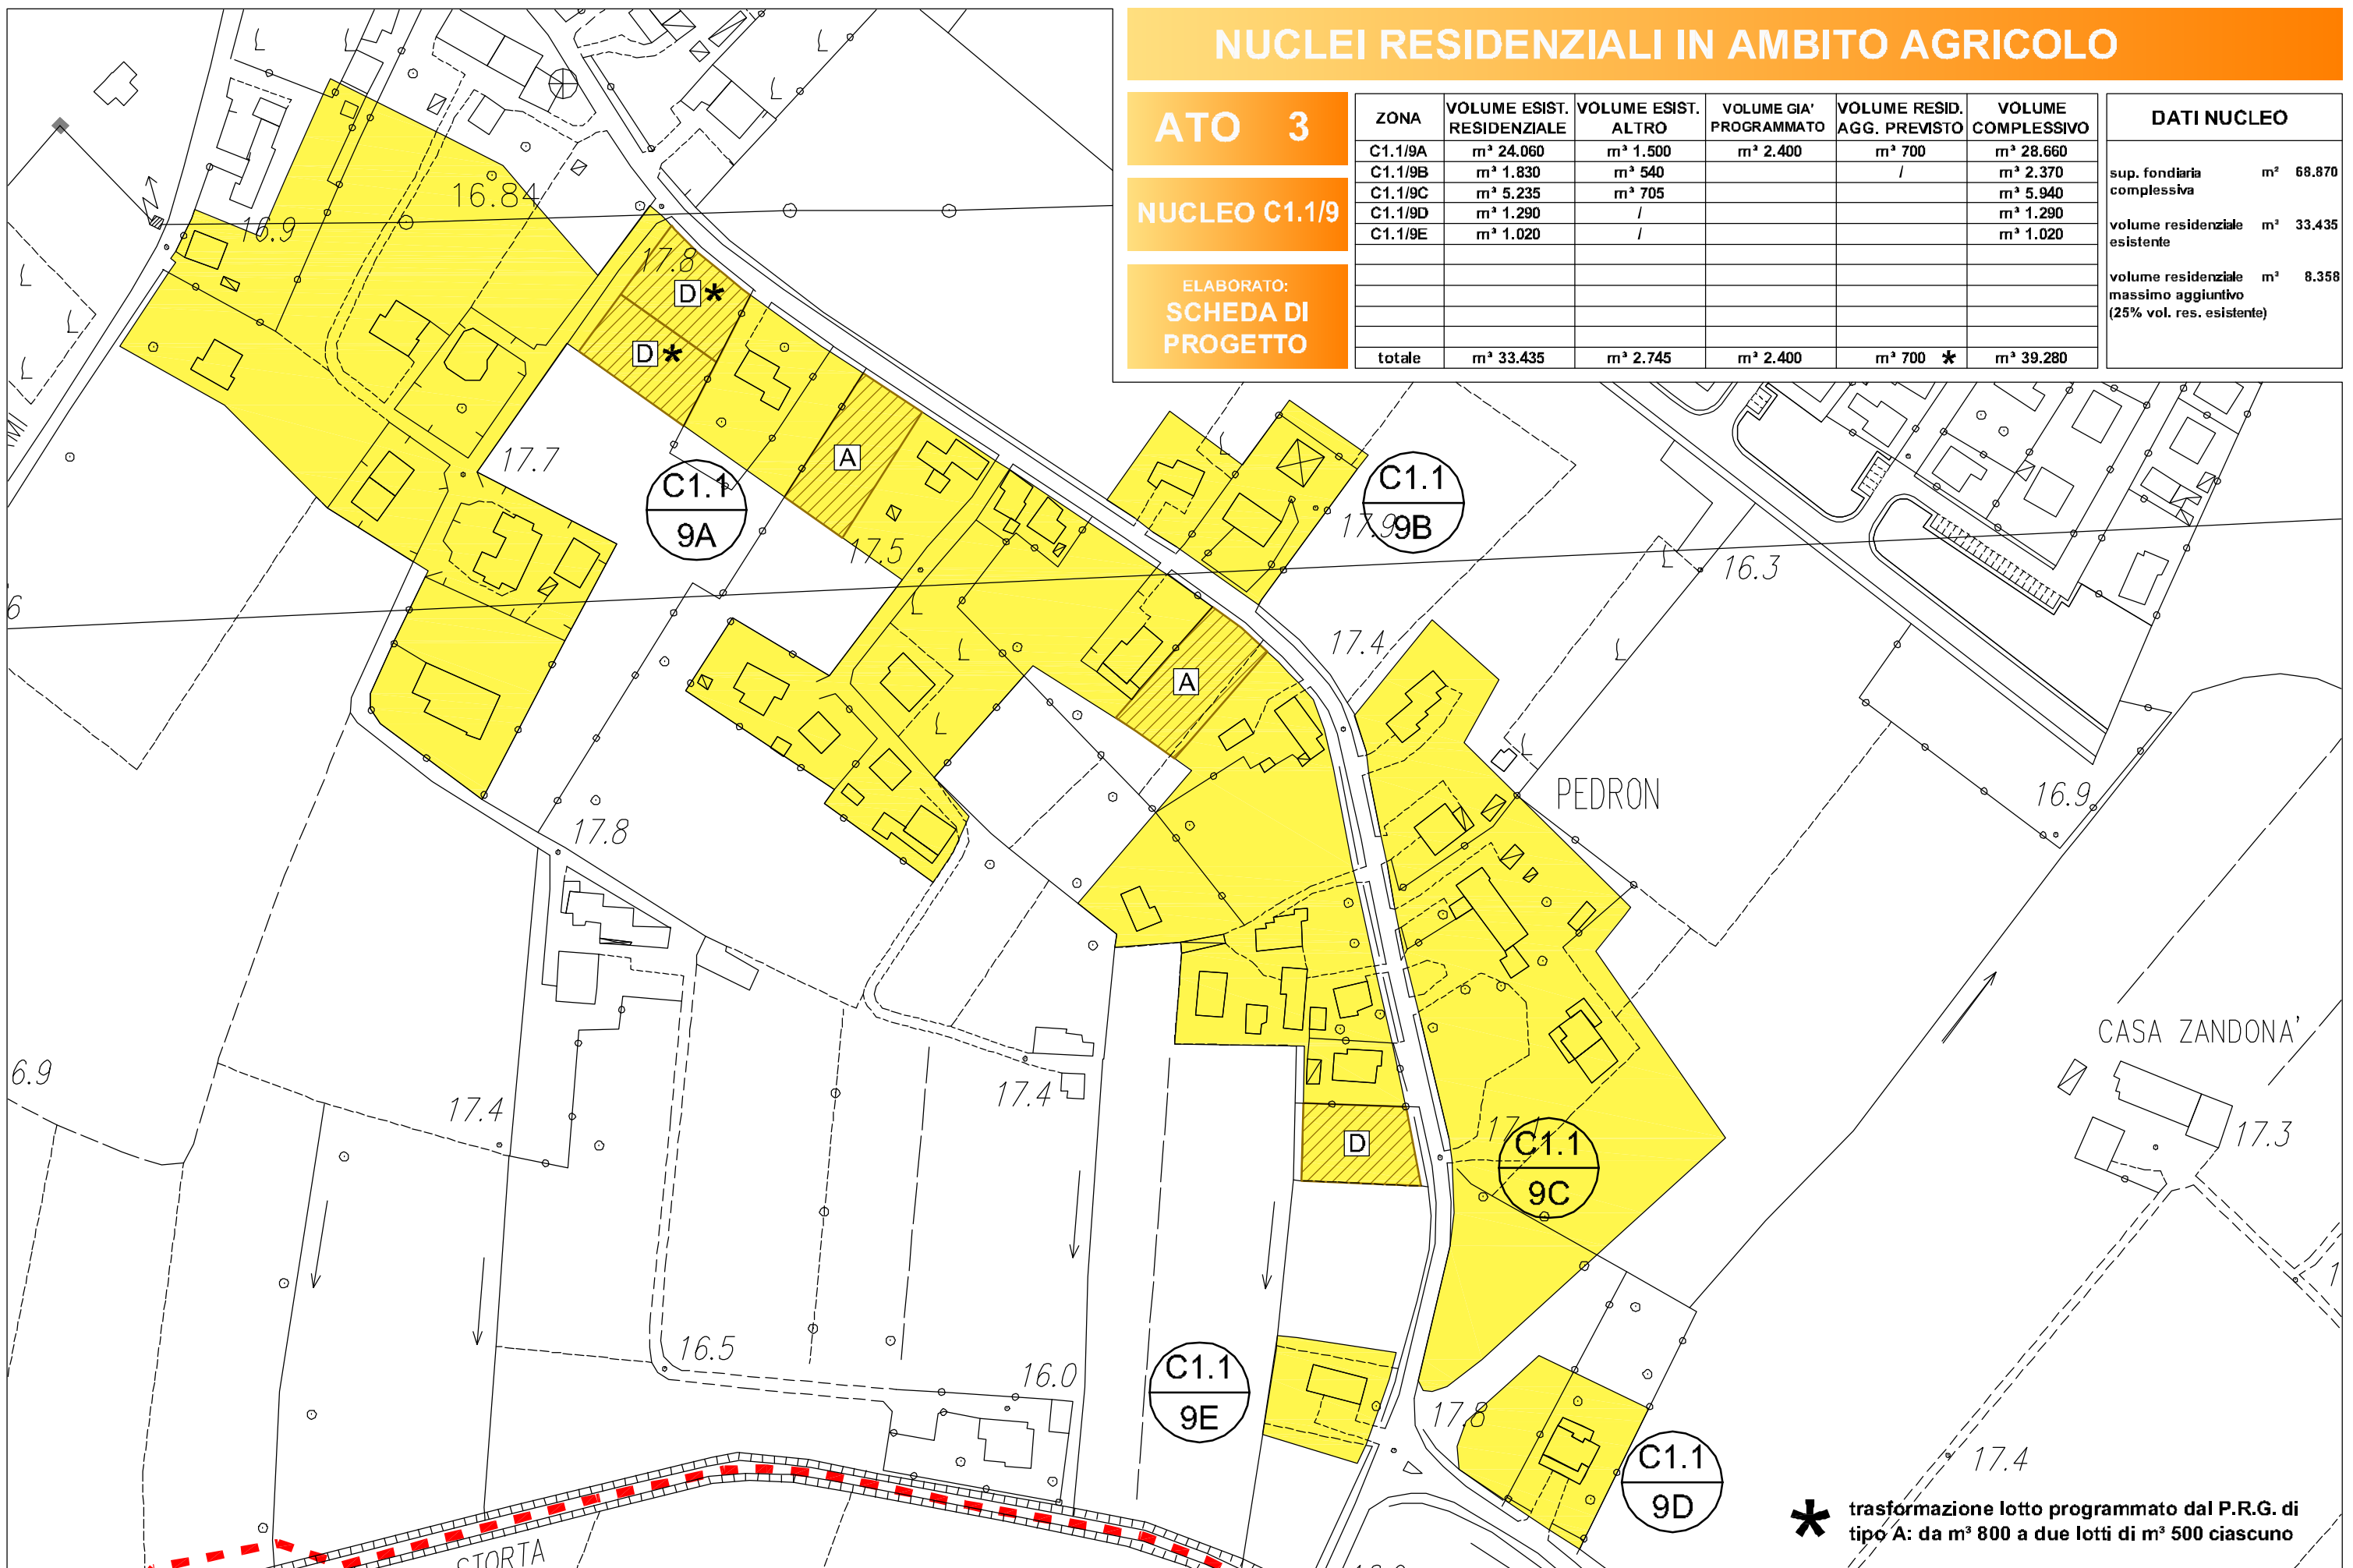 NUCLEI RESIDENZIALI IN AMBITO AGRICOLO
ATO 3
NUCLEO C1.1/9
ELABORATO:
SCHEDA DI
PROGETTO
ZONA | VOLUME ESIST. RESIDENZIALE | VOLUME ESIST. ALTRO | VOLUME GIA' PROGRAMMATO | VOLUME RESID. AGG. PREVISTO | VOLUME COMPLESSIVO
C1.1/9A | m³ 24.060 | m³ 1.500 | m³ 2.400 | m³ 700 | m³ 28.660
C1.1/9B | m³ 1.830 | m³ 540 | | / | m³ 2.370
C1.1/9C | m³ 5.235 | m³ 705 | | | m³ 5.940
C1.1/9D | m³ 1.290 | / | | | m³ 1.290
C1.1/9E | m³ 1.020 | / | | | m³ 1.020
totale | m³ 33.435 | m³ 2.745 | m³ 2.400 | m³ 700 * | m³ 39.280
DATI NUCLEO
sup. fondiaria m² 68.870
complessiva
volume residenziale m³ 33.435
esistente
volume residenziale m³ 8.358
massimo aggiuntivo
(25% vol. res. esistente)
16.84
16.9
17.8
D *
D *
17.7
A
C1.1
9A
17.5
C1.1
9B
17.9
16.3
6
17.4
A
PEDRON
16.9
17.8
CASA ZANDONA'
6.9
17.4
17.4
17.3
D
17.1
C1.1
9C
1
16.5
16.0
C1.1
9E
17.8
C1.1
9D
17.4
STORTA
* trasformazione lotto programmato dal P.R.G. di
tipo A: da m³ 800 a due lotti di m³ 500 ciascuno